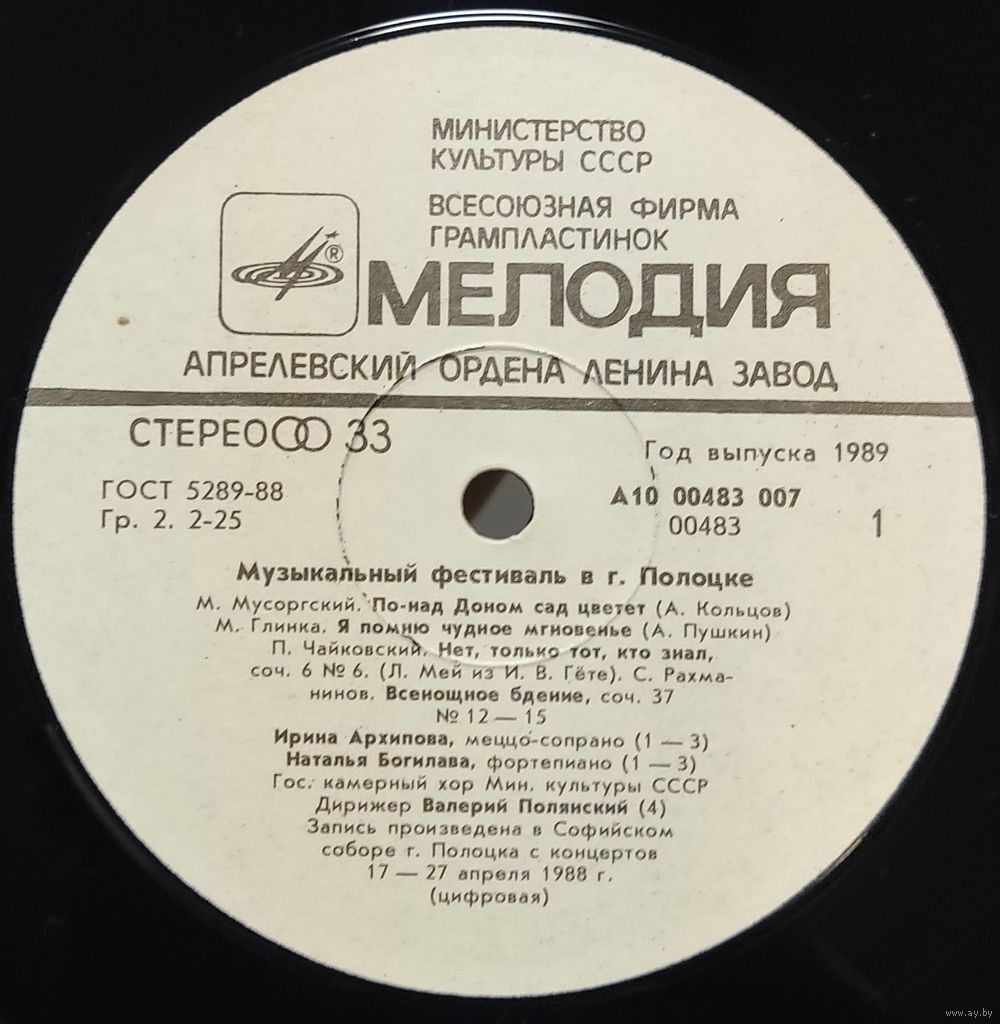 МИНИСТЕРСТВО
КУЛЬТУРЫ СССР
ВСЕСОЮЗНАЯ ФИРМА
ГРАМПЛАСТИНОК
®
МЕЛОДИЯ
АПРЕЛЕВСКИЙ ОРДЕНА ЛЕНИНА ЗАВОД
СТЕРЕО 33
Год выпуска 1989
ГОСТ 5289-88
Гр. 2. 2-25
А10 00483 007
00483
1
Музыкальный фестиваль в г. Полоцке
М. Мусоргский. По-над Доном сад цветет (А. Кольцов)
М. Глинка. Я помню чудное мгновенье (А. Пушкин)
П. Чайковский. Нет, только тот, кто знал,
соч. 6 № 6. (Л. Мей из И. В. Гёте). С. Рахма-
нинов. Всенощное бдение, соч. 37
№ 12 — 15
Ирина Архипова, меццо-сопрано (1 — 3)
Наталья Богилава, фортепиано (1 — 3)
Гос. камерный хор Мин. культуры СССР
Дирижер Валерий Полянский (4)
Запись произведена в Софийском
соборе г. Полоцка с концертов
17 — 27 апреля 1988 г.
(цифровая)
www.ay.by